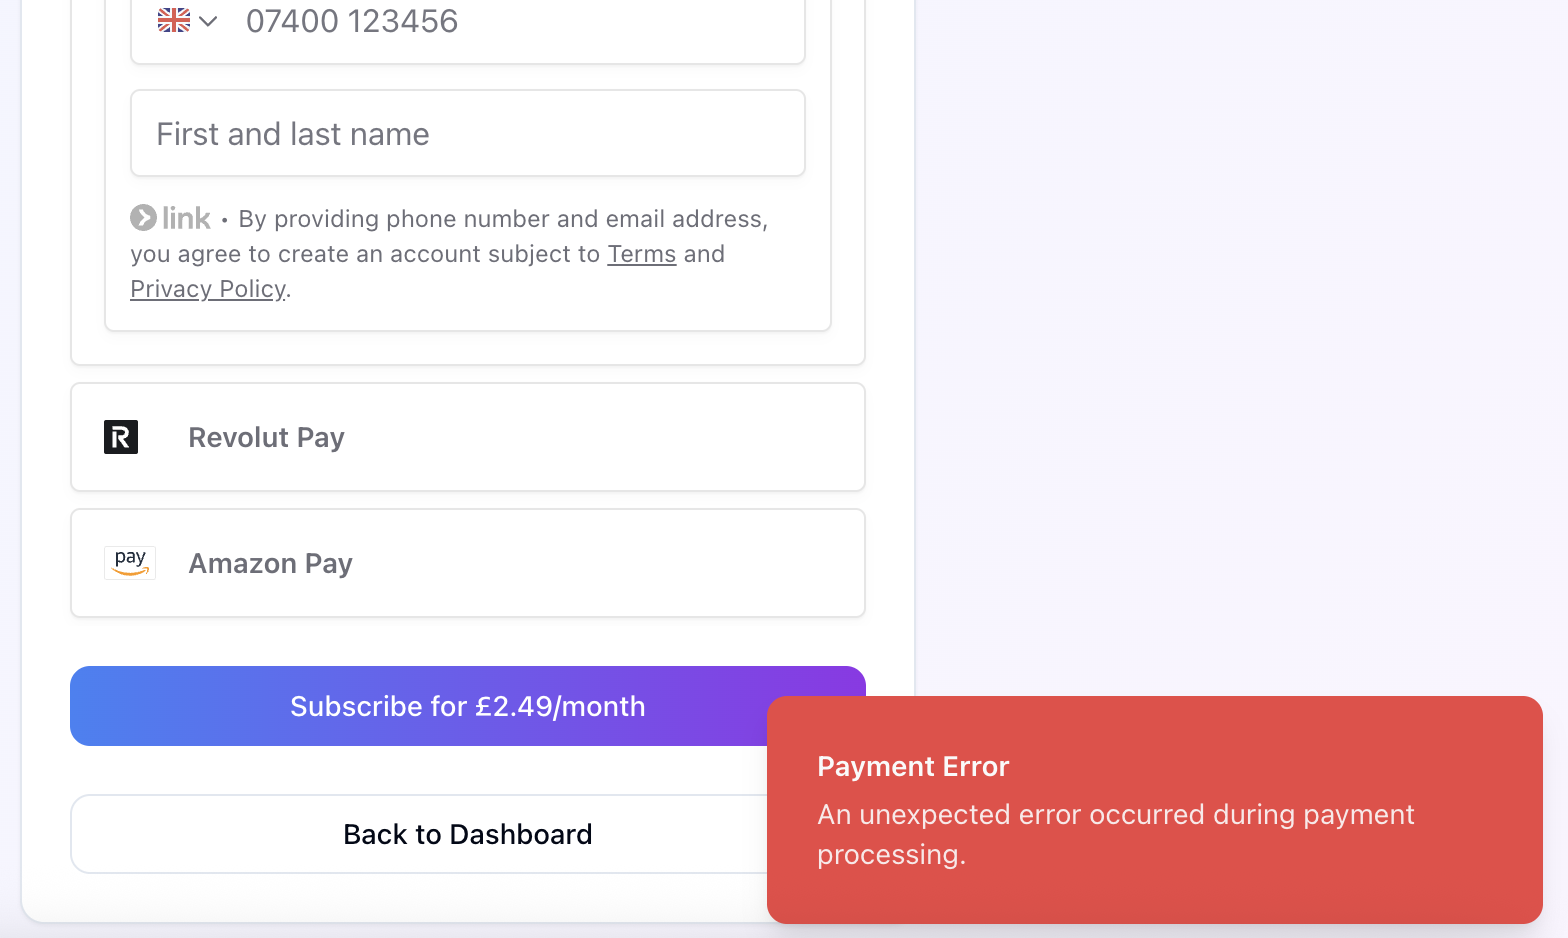 07400 123456
First and last name
link • By providing phone number and email address,
you agree to create an account subject to Terms and
Privacy Policy.
R Revolut Pay
pay Amazon Pay
Subscribe for £2.49/month
Back to Dashboard
Payment Error
An unexpected error occurred during payment
processing.